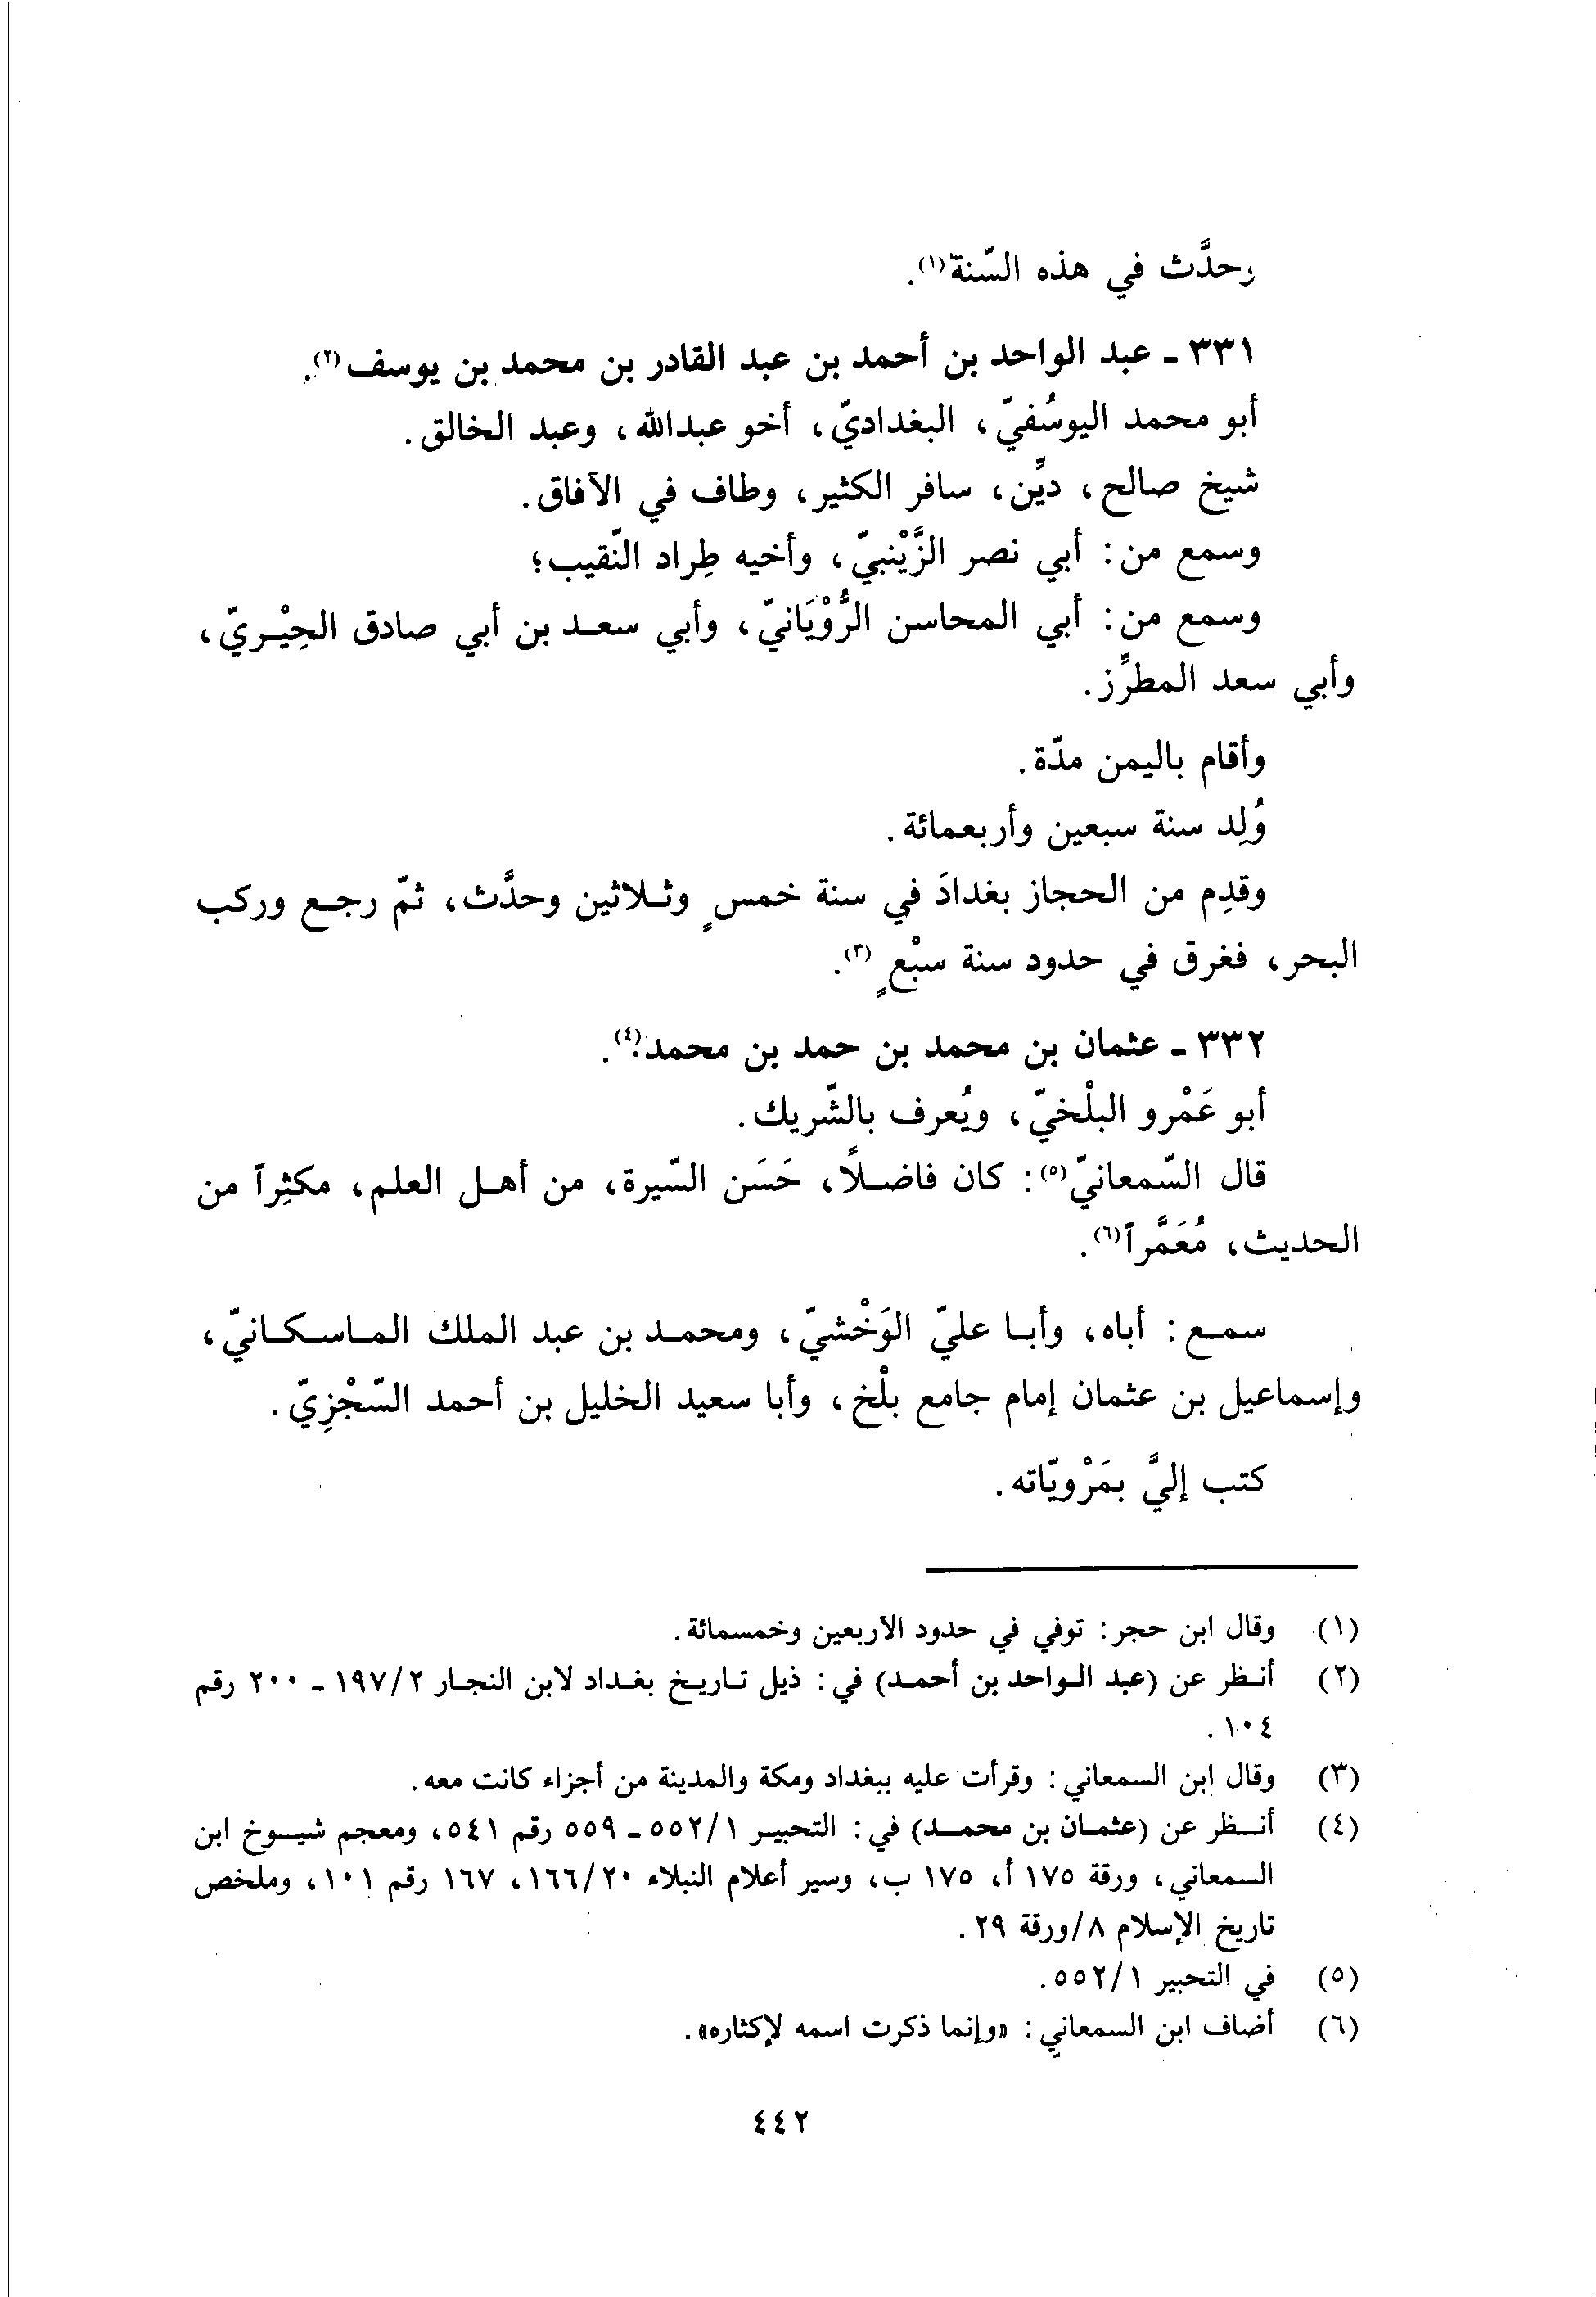 وحدَّث في هذه السّنة(١).
٣٣١ ـ عبد الواحد بن أحمد بن عبد القادر بن محمد بن يوسف(٢).
أبو محمد اليوسُفيّ، البغداديّ، أخو عبدالله، وعبد الخالق.
شيخ صالح، ديِّن، سافر الكثير، وطاف في الآفاق.
وسمع من: أبي نصر الزَّيْنبيّ، وأخيه طِراد النّقيب؛
وسمع من: أبي المحاسن الرُّوْيَانيّ، وأبي سعد بن أبي صادق الحِيْريّ،
وأبي سعد المطرِّز.
وأقام باليمن مدّة.
وُلِد سنة سبعين وأربعمائة.
وقدِم من الحجاز بغدادَ في سنة خمسٍ وثلاثين وحدَّث، ثمّ رجع وركب
البحر، فغرق في حدود سنة سبْعٍ(٣).
٣٣٢ ـ عثمان بن محمد بن حمد بن محمد(٤).
أبو عَمْرو البلْخيّ، ويُعرف بالشّريك.
قال السّمعانيّ(٥): كان فاضلًا، حَسَن السّيرة، من أهل العلم، مكثِراً من
الحديث، مُعَمَّراً(٦).
سمع: أباه، وأبا عليّ الوَخْشيّ، ومحمد بن عبد الملك الماسكانيّ،
وإسماعيل بن عثمان إمام جامع بلْخ، وأبا سعيد الخليل بن أحمد السّجْزِيّ.
كتب إليَّ بمَرْويّاته.
(١) وقال ابن حجر: توفي في حدود الأربعين وخمسمائة.
(٢) أنظر عن (عبد الواحد بن أحمد) في: ذيل تاريخ بغداد لابن النجار ١٩٧/٢ ـ ٢٠٠ رقم
١٠٤.
(٣) وقال ابن السمعاني: وقرأت عليه ببغداد ومكة والمدينة من أجزاء كانت معه.
(٤) أنظر عن (عثمان بن محمد) في: التحبير ٥٥٢/١ ـ ٥٥٩ رقم ٥٤١، ومعجم شيوخ ابن
السمعاني، ورقة ١٧٥ أ، ١٧٥ ب، وسير أعلام النبلاء ١٦٦/٢٠، ١٦٧ رقم ١٠١، وملخص
تاريخ الإسلام ٨/ورقة ٢٩.
(٥) في التحبير ٥٥٢/١.
(٦) أضاف ابن السمعاني: «وإنما ذكرت اسمه لإكثاره».
٤٤٢